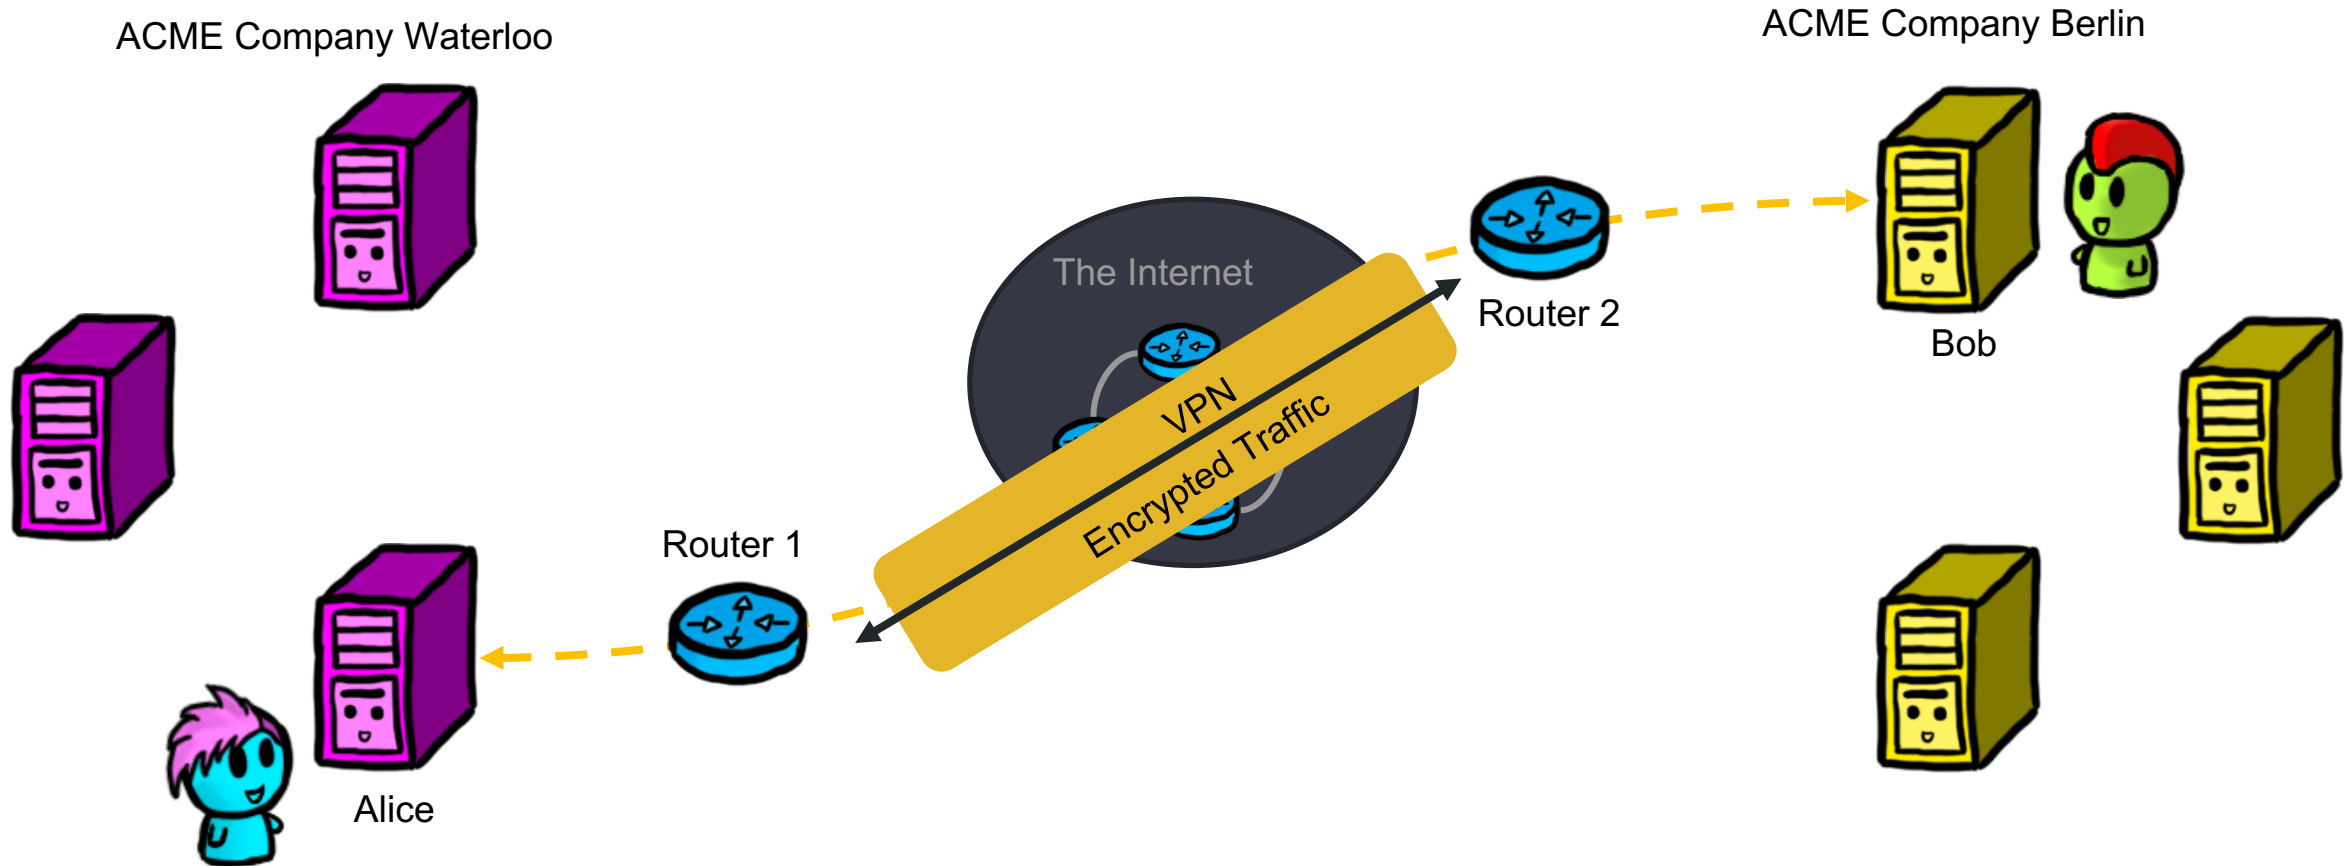 ACME Company Waterloo
ACME Company Berlin
The Internet
Router 2
Bob
VPN
Encrypted Traffic
Router 1
Alice